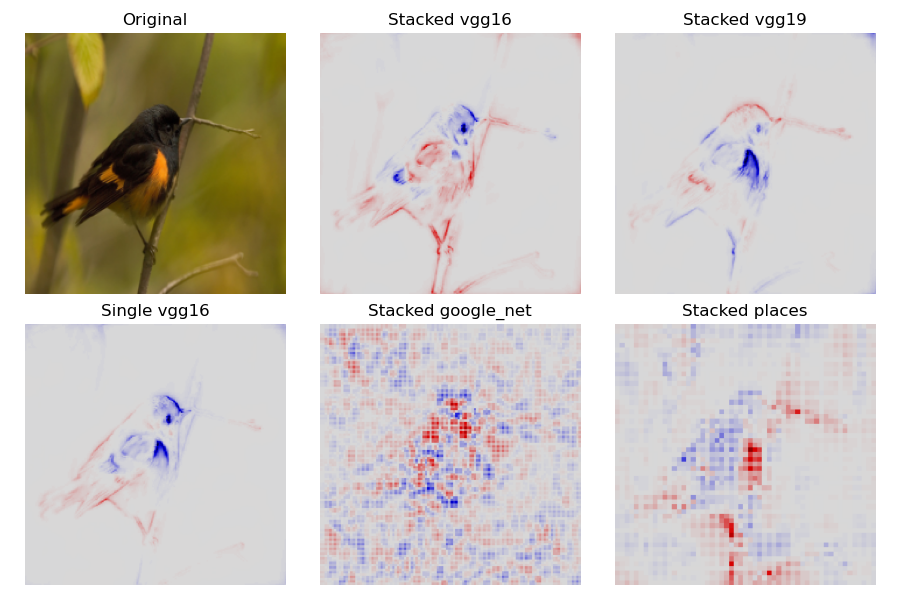 Original
Stacked vgg16
Stacked vgg19
Single vgg16
Stacked google_net
Stacked places